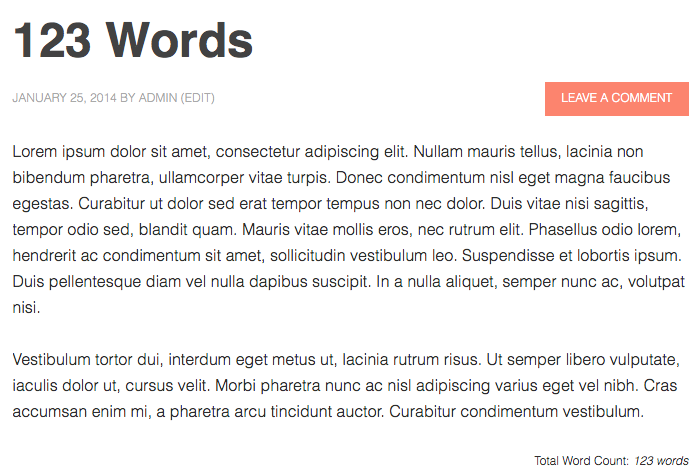 123 Words
JANUARY 25, 2014 BY ADMIN (EDIT)
LEAVE A COMMENT
Lorem ipsum dolor sit amet, consectetur adipiscing elit. Nullam mauris tellus, lacinia non
bibendum pharetra, ullamcorper vitae turpis. Donec condimentum nisl eget magna faucibus
egestas. Curabitur ut dolor sed erat tempor tempus non nec dolor. Duis vitae nisi sagittis,
tempor odio sed, blandit quam. Mauris vitae mollis eros, nec rutrum elit. Phasellus odio lorem,
hendrerit ac condimentum sit amet, sollicitudin vestibulum leo. Suspendisse et lobortis ipsum.
Duis pellentesque diam vel nulla dapibus suscipit. In a nulla aliquet, semper nunc ac, volutpat
nisi.
Vestibulum tortor dui, interdum eget metus ut, lacinia rutrum risus. Ut semper libero vulputate,
iaculis dolor ut, cursus velit. Morbi pharetra nunc ac nisl adipiscing varius eget vel nibh. Cras
accumsan enim mi, a pharetra arcu tincidunt auctor. Curabitur condimentum vestibulum.
Total Word Count: 123 words